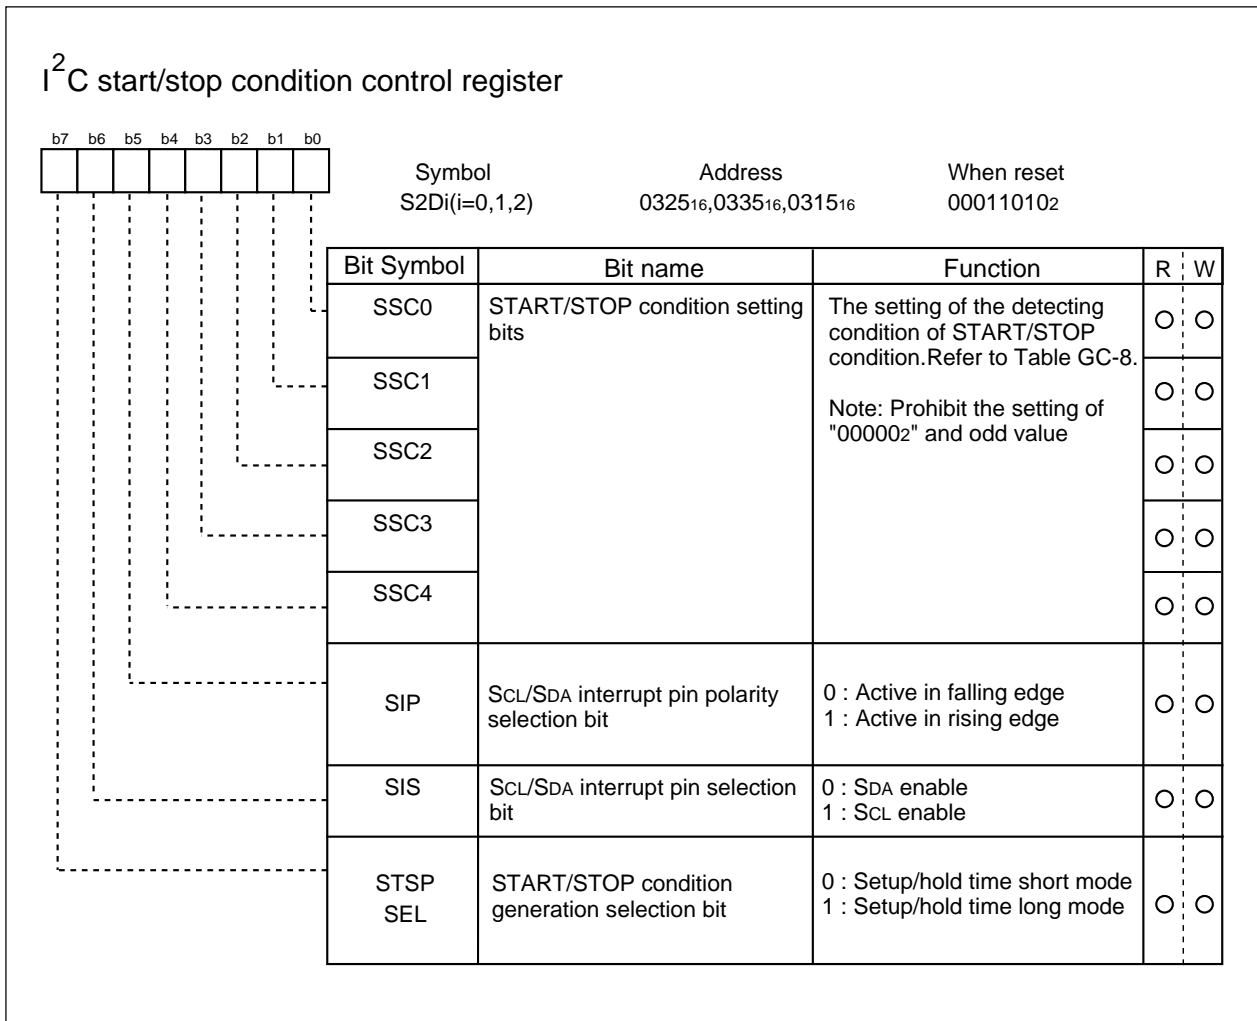 I2C start/stop condition control register
b7 b6 b5 b4 b3 b2 b1 b0
Symbol Address When reset
S2Di(i=0,1,2) 032516,033516,031516 000110102
Bit Symbol Bit name Function R W
SSC0 START/STOP condition setting The setting of the detecting
bits condition of START/STOP
condition.Refer to Table GC-8.
SSC1
Note: Prohibit the setting of
"000002" and odd value
SSC2
SSC3
SSC4
SIP SCL/SDA interrupt pin polarity 0 : Active in falling edge
selection bit 1 : Active in rising edge
SIS SCL/SDA interrupt pin selection 0 : SDA enable
bit 1 : SCL enable
STSP START/STOP condition 0 : Setup/hold time short mode
SEL generation selection bit 1 : Setup/hold time long mode